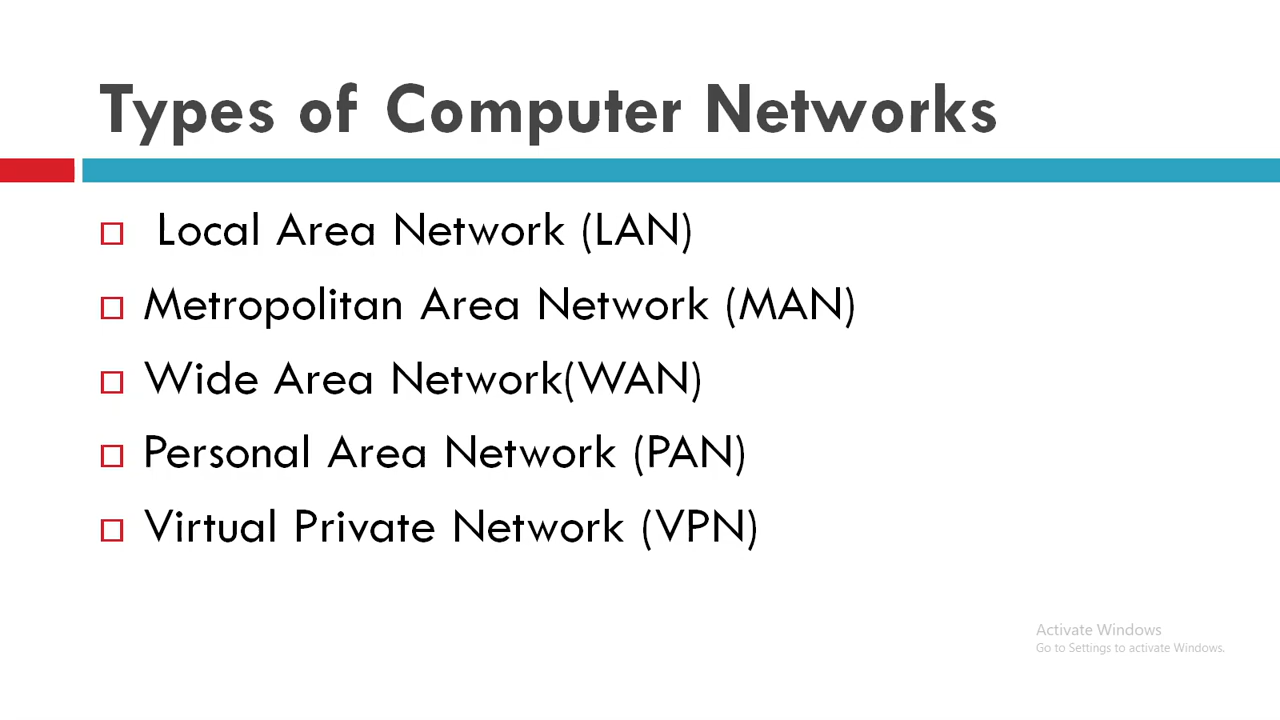 Types of Computer Networks
Local Area Network (LAN)
Metropolitan Area Network (MAN)
Wide Area Network(WAN)
Personal Area Network (PAN)
Virtual Private Network (VPN)
Activate Windows
Go to Settings to activate Windows.